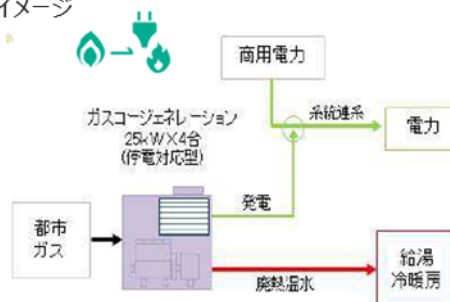 イメージ
商用電力
ガスコージェネレーション
25kW×4台
(停電対応型)
系統連系
電力
発電
都市
ガス
廃熱温水
給湯
冷暖房